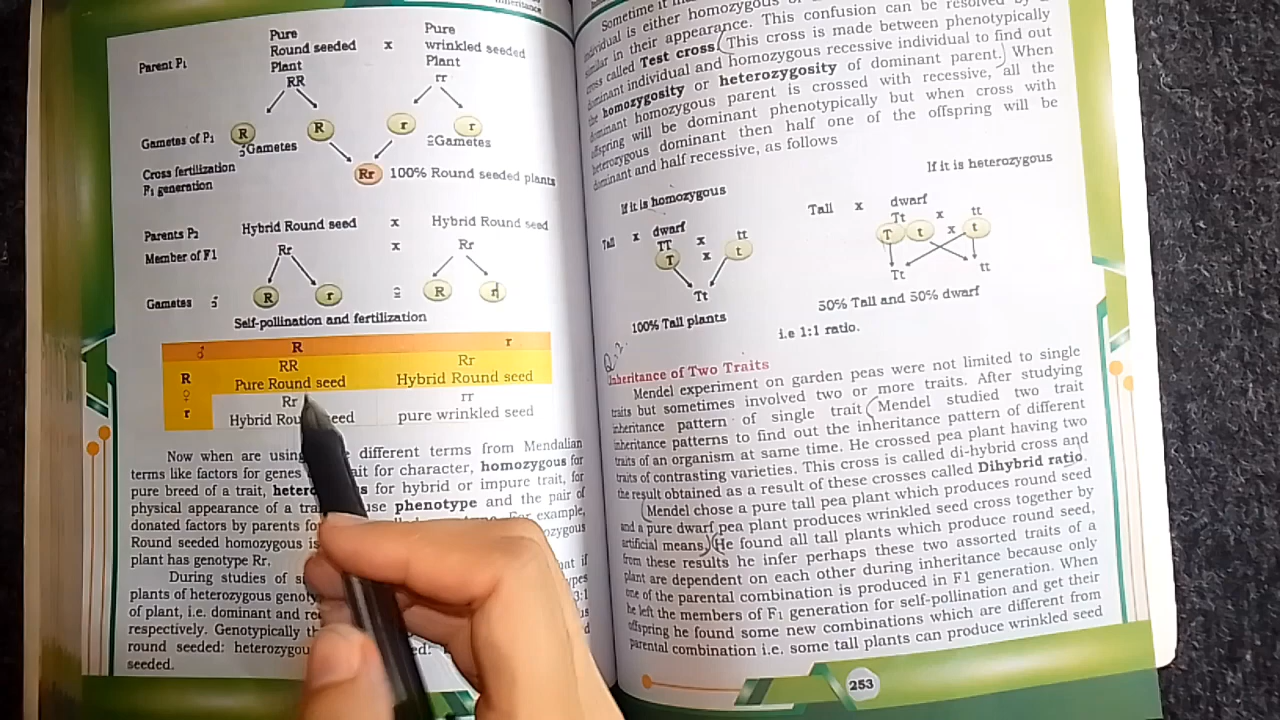 Inheritance
Pure
Round seeded
Plant
RR
x
Pure
wrinkled seeded
Plant
rr
Parent P1
Gametes of P1
R
R
r
r
Gametes
Gametes
Cross fertilization
F1 generation
Rr
100% Round seeded plants
Parents P2
Hybrid Round seed x Hybrid Round seed
Member of F1
Rr x Rr
Gametes
R r R r
Self-pollination and fertilization
♂ R r
R
RR
Pure Round seed
Rr
Hybrid Round seed
♀
r
Rr
Hybrid Round seed
rr
pure wrinkled seed
Now when are using different terms from Mendalian
terms like factors for genes ait for character, homozygous for
pure breed of a trait, for hybrid or impure trait, for
physical appearance of a use phenotype and the pair of
donated factors by parents for For example,
Round seeded homozygous is
plant has genotype Rr.
During studies of at if
plants of heterozygous
of plant, i.e. dominant and 3:1
respectively. Genotypically
round seeded: ed:
seeded.
Sometime it
individual is either homozygous
similar in their appearance. This confusion can be resolved by
cross called Test cross. This cross is made between phenotypically
dominant individual and homozygous recessive individual to find out
the homozygosity or heterozygosity of dominant parent. When
dominant homozygous parent is crossed with recessive, all the
offspring will be dominant phenotypically but when cross with
heterozygous dominant then half one of the offspring will be
dominant and half recessive, as follows
If it is homozygous
Tall x dwarf
TT x tt
T x t
Tt
100% Tall plants
If it is heterozygous
Tall x dwarf
Tt x tt
T t x t
Tt tt
50% Tall and 50% dwarf
i.e 1:1 ratio.
Q:2
Inheritance of Two Traits
Mendel experiment on garden peas were not limited to single
traits but sometimes involved two or more traits. After studying
inheritance pattern of single trait Mendel studied two trait
inheritance patterns to find out the inheritance pattern of different
traits of an organism at same time. He crossed pea plant having two
traits of contrasting varieties. This cross is called di-hybrid cross and
the result obtained as a result of these crosses called Dihybrid ratio.
Mendel chose a pure tall pea plant which produces round seed
and a pure dwarf pea plant produces wrinkled seed cross together by
artificial means. He found all tall plants which produce round seed,
from these results he infer perhaps these two assorted traits of a
plant are dependent on each other during inheritance because only
one of the parental combination is produced in F1 generation. When
he left the members of F1 generation for self-pollination and get their
offspring he found some new combinations which are different from
parental combination i.e. some tall plants can produce wrinkled seed
253